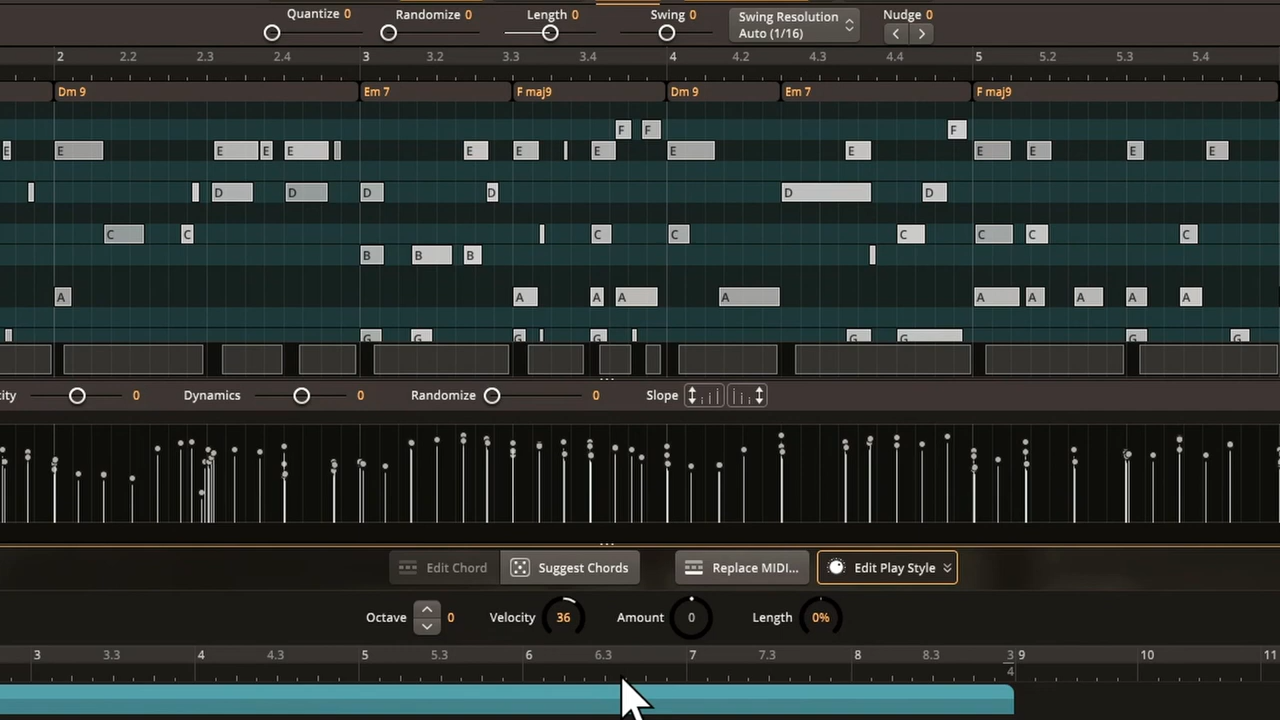 Quantize 0 Randomize 0 Length 0 Swing 0 Swing Resolution Nudge 0
Auto (1/16)
2 2.2 2.3 2.4 3 3.2 3.3 3.4 4 4.2 4.3 4.4 5 5.2 5.3 5.4
Dm 9 Em 7 F maj9 Dm 9 Em 7 F maj9
F F F
E E E E E E E E E E E E E E
D D D D D D
C C C C C C C C
B B B
A A A A A A A A A A
G G G G G G G G
city 0 Dynamics 0 Randomize 0 Slope
Edit Chord Suggest Chords Replace MIDI... Edit Play Style
Octave 0 Velocity 36 Amount 0 Length 0%
3 3.3 4 4.3 5 5.3 6 6.3 7 7.3 8 8.3 3/4 9 10 11